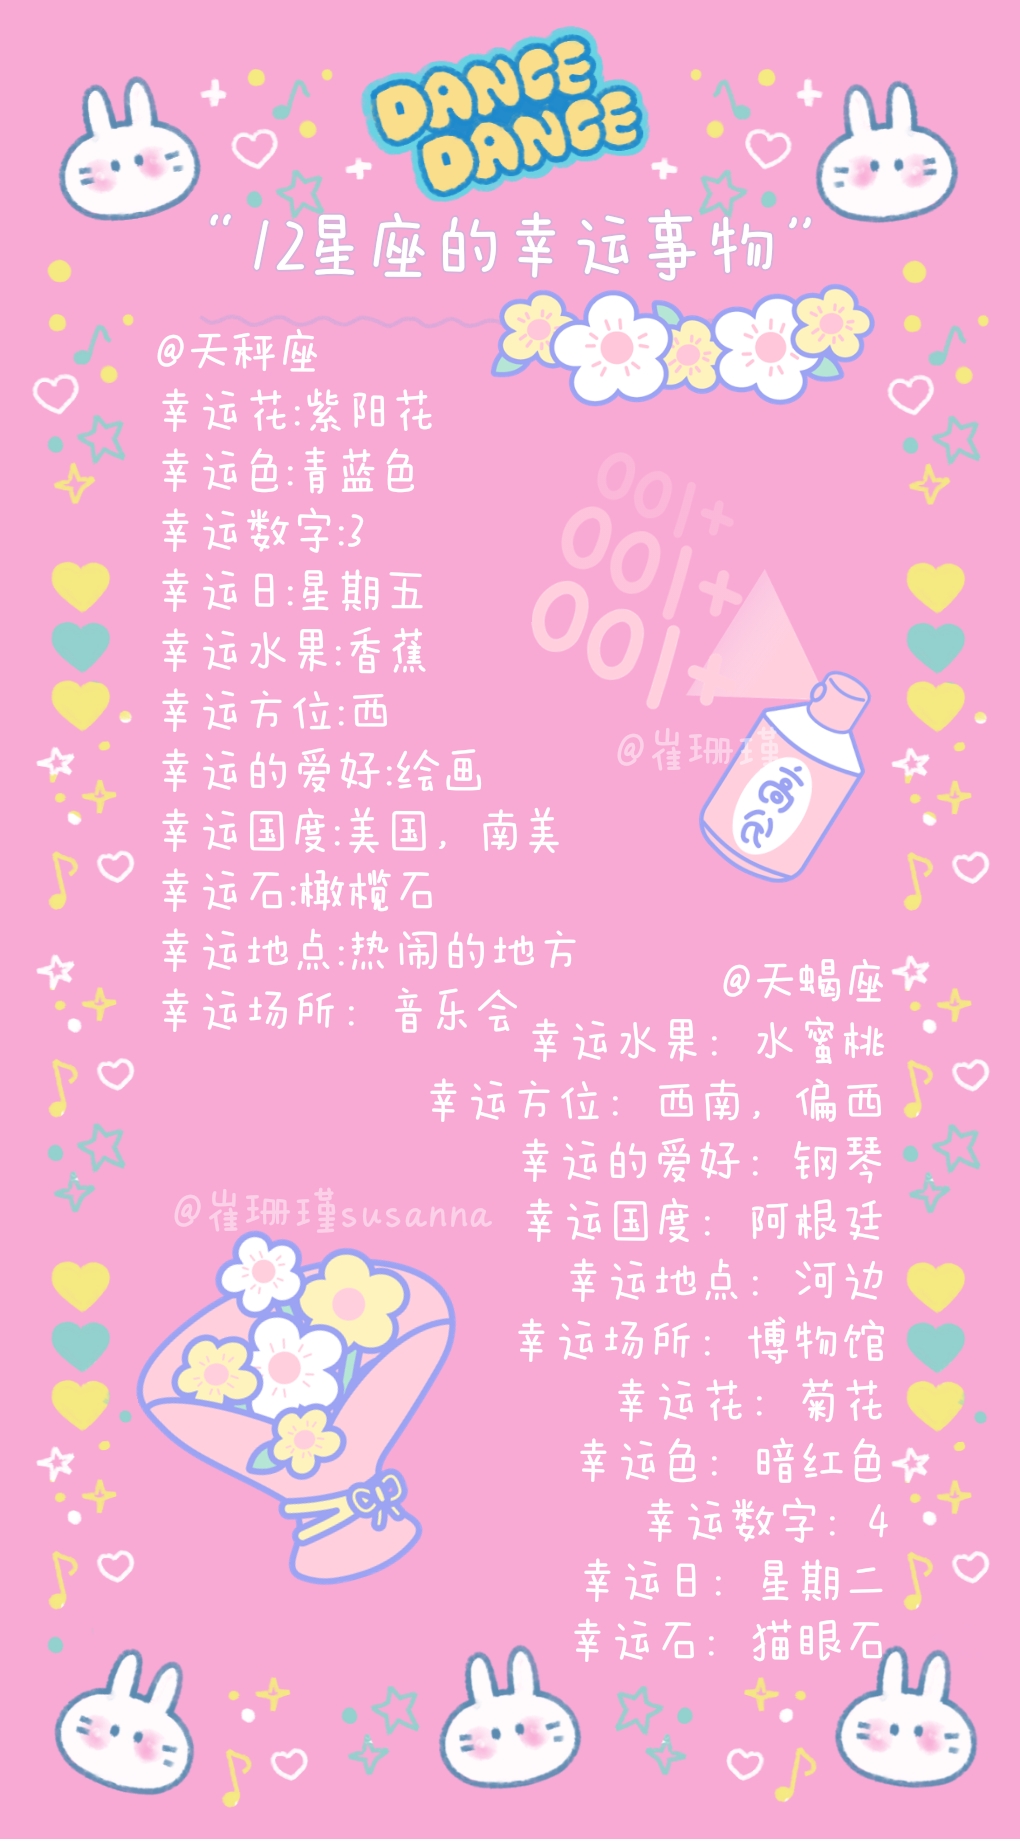 DANCE
DANCE
“12星座的幸运事物”
@天秤座
幸运花:紫阳花
幸运色:青蓝色
幸运数字:3
幸运日:星期五
幸运水果:香蕉
幸运方位:西
幸运的爱好:绘画
幸运国度:美国，南美
幸运石:橄榄石
幸运地点:热闹的地方
幸运场所：音乐会
001+
001+
001+
@崔珊瑾
@天蝎座
幸运水果：水蜜桃
幸运方位：西南，偏西
幸运的爱好：钢琴
幸运国度：阿根廷
幸运地点：河边
幸运场所：博物馆
幸运花：菊花
幸运色：暗红色
幸运数字：4
幸运日：星期二
幸运石：猫眼石
@崔珊瑾susanna